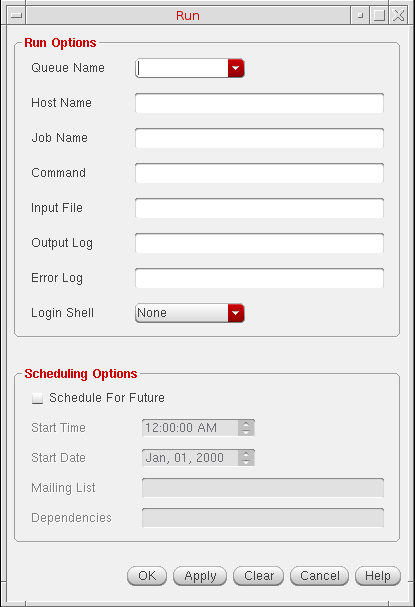 Run
Run Options
Queue Name
Host Name
Job Name
Command
Input File
Output Log
Error Log
Login Shell None
Scheduling Options
Schedule For Future
Start Time 12:00:00 AM
Start Date Jan, 01, 2000
Mailing List
Dependencies
OK Apply Clear Cancel Help